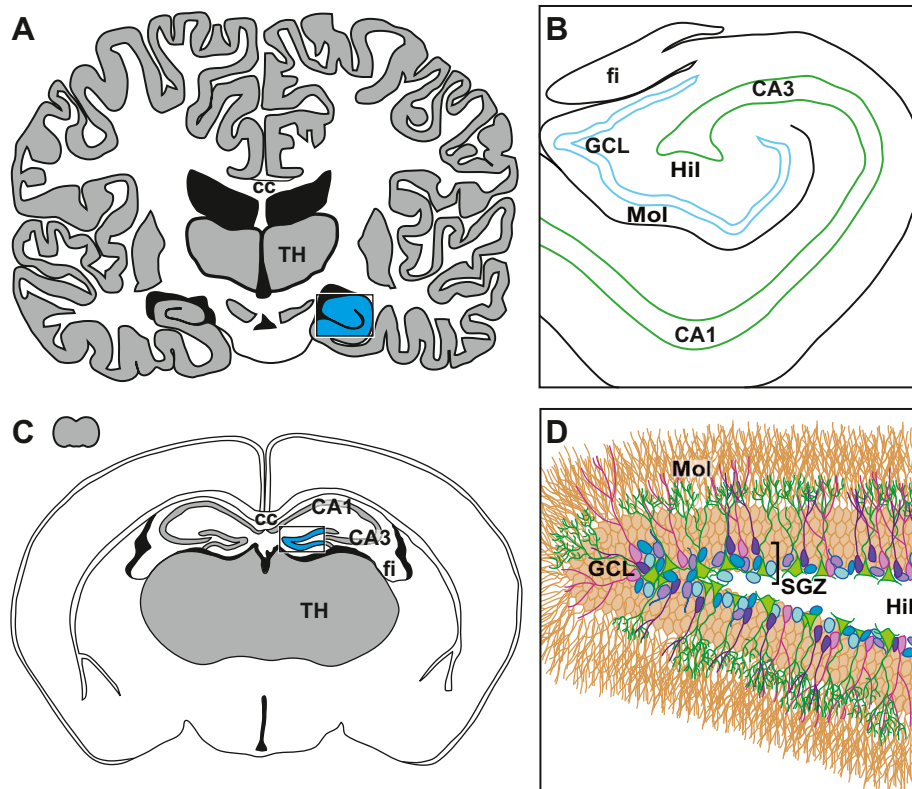 A
cc
TH
B
fi
CA3
GCL
Hil
Mol
CA1
C
CA1
cc
CA3
fi
TH
D
Mol
GCL
SGZ
Hil